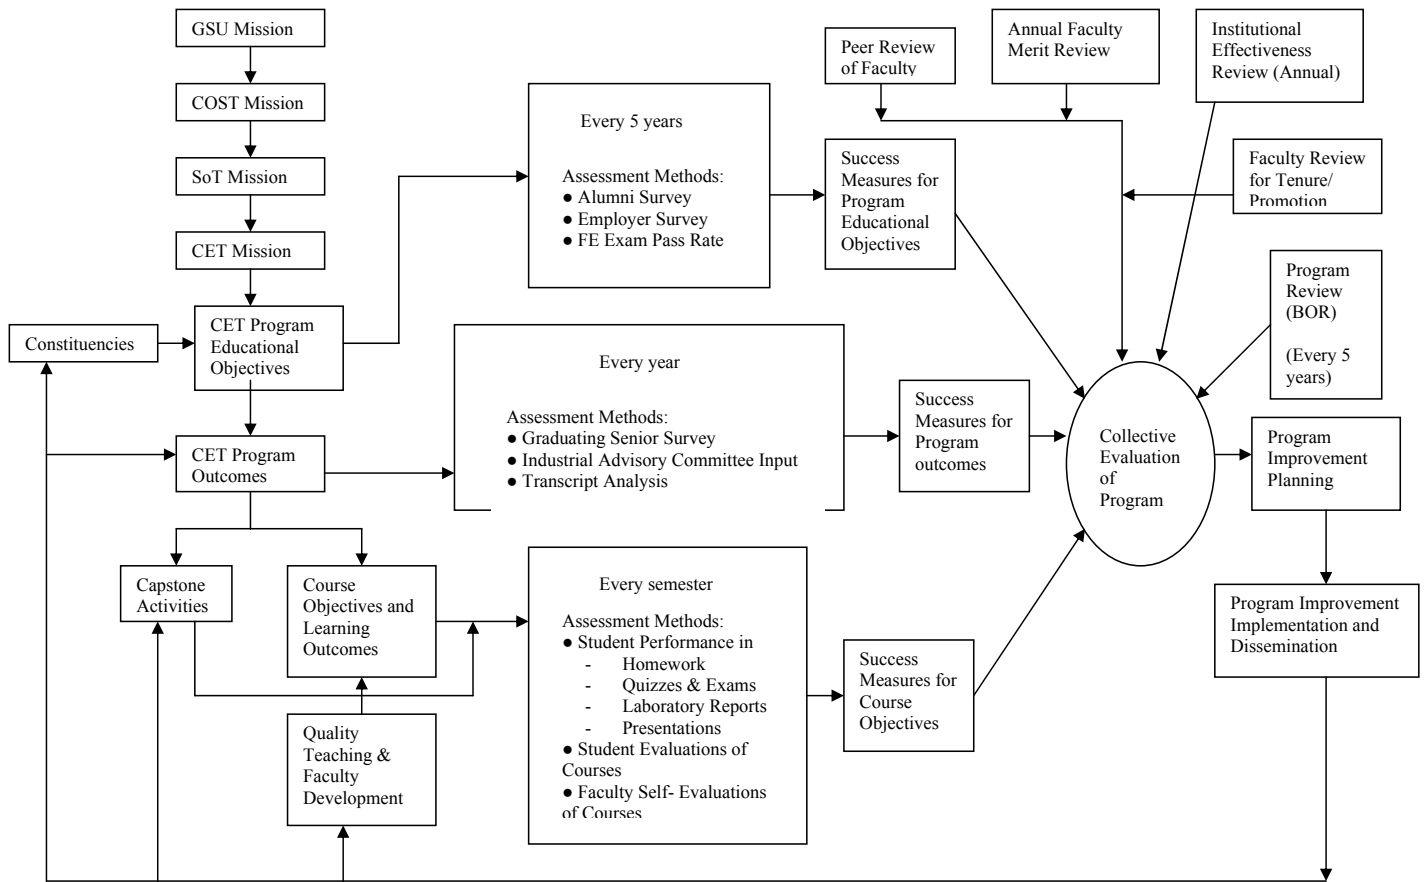 GSU Mission
COST Mission
SoT Mission
CET Mission
Constituencies
CET Program
Educational
Objectives
CET Program
Outcomes
Capstone
Activities
Course
Objectives and
Learning
Outcomes
Quality
Teaching &
Faculty
Development
Every 5 years
Assessment Methods:
● Alumni Survey
● Employer Survey
● FE Exam Pass Rate
Every year
Assessment Methods:
● Graduating Senior Survey
● Industrial Advisory Committee Input
● Transcript Analysis
Every semester
Assessment Methods:
● Student Performance in
- Homework
- Quizzes & Exams
- Laboratory Reports
- Presentations
● Student Evaluations of
Courses
● Faculty Self- Evaluations
of Courses
Peer Review
of Faculty
Annual Faculty
Merit Review
Institutional
Effectiveness
Review (Annual)
Success
Measures for
Program
Educational
Objectives
Faculty Review
for Tenure/
Promotion
Program
Review
(BOR)
(Every 5
years)
Success
Measures for
Program
outcomes
Collective
Evaluation
of
Program
Program
Improvement
Planning
Success
Measures for
Course
Objectives
Program Improvement
Implementation and
Dissemination